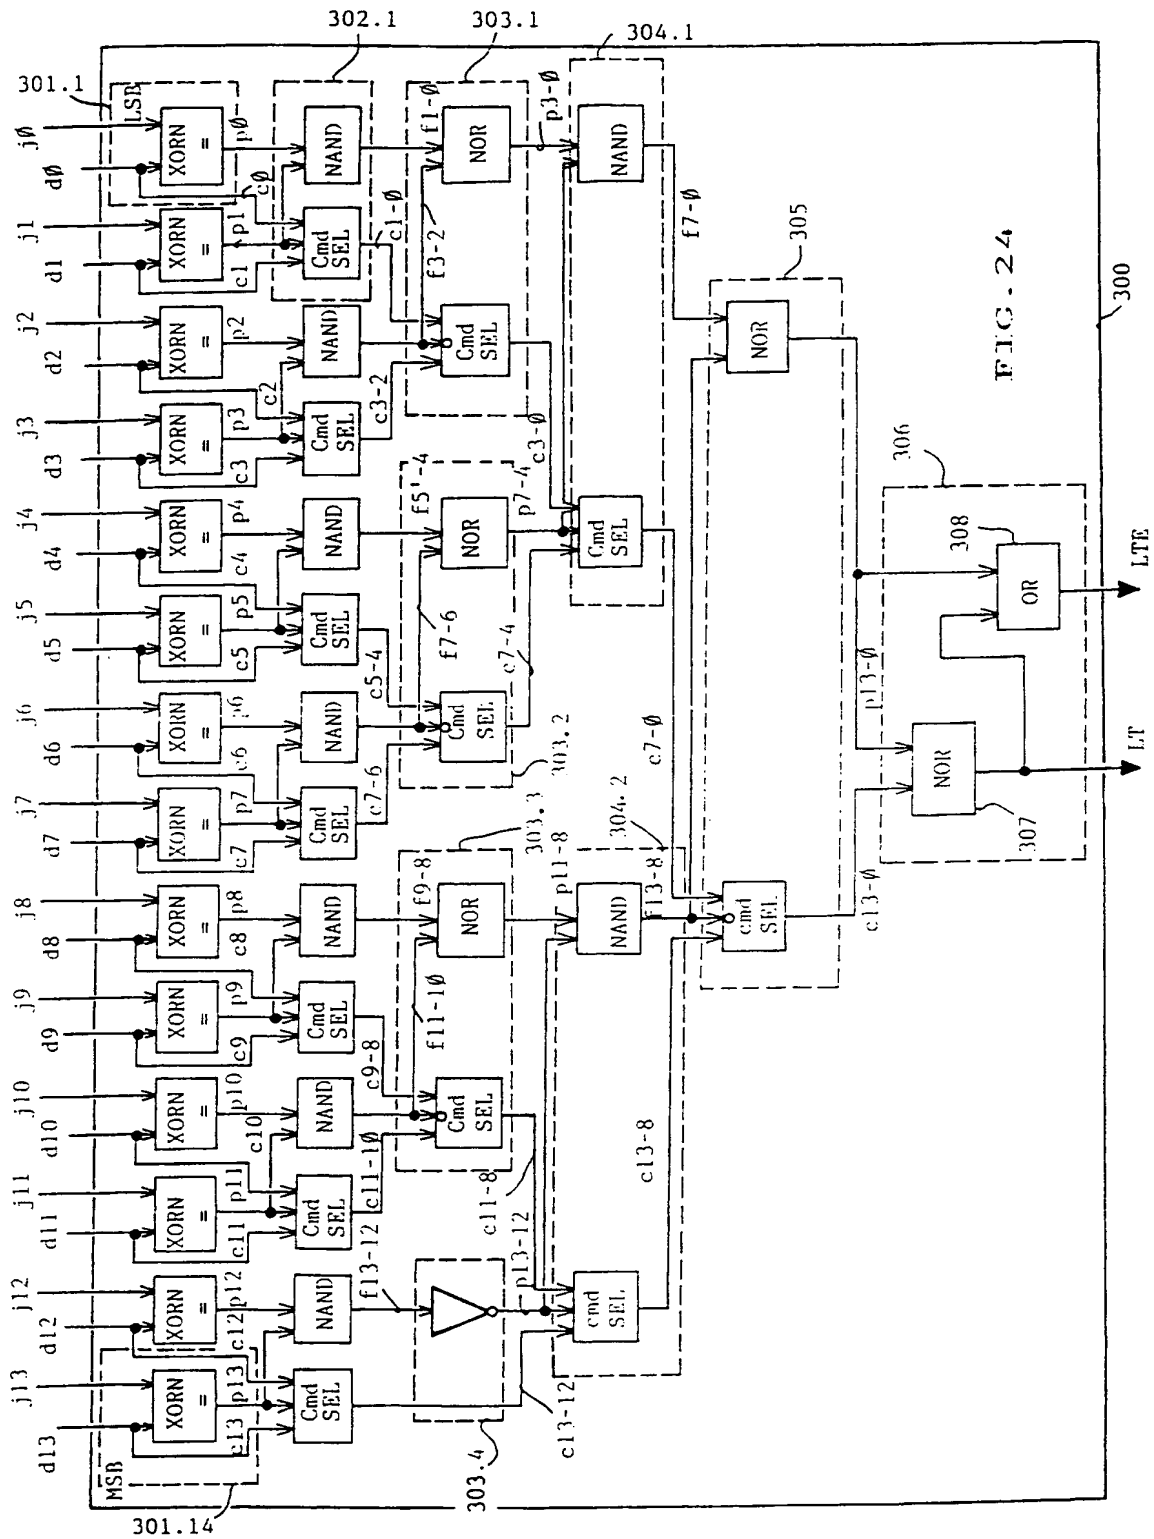 302.1
303.1
304.1
301.1
LSB
j0̸
d0̸
XORN
=
p0̸
c0̸
NAND
f1-0̸
NOR
p3-0̸
NAND
j1
d1
XORN
=
p1
c1
Cmd
SEL
c1-0̸
f3-2
f7-0̸
305
j2
d2
XORN
=
p2
c2
NAND
Cmd
SEL
NOR
FIG. 24
300
j3
d3
XORN
=
p3
c3
Cmd
SEL
c3-2
c3-0̸
306
j4
d4
XORN
=
p4
c4
NAND
f5-4
NOR
p7-4
Cmd
SEL
308
OR
LTE
j5
d5
XORN
=
p5
c5
Cmd
SEL
c5-4
f7-6
c7-4
p13-0̸
j6
d6
XORN
=
p6
c6
NAND
Cmd
SEL
303.2
c7-0̸
NOR
LT
j7
d7
XORN
=
p7
c7
Cmd
SEL
c7-6
303.3
304.2
307
j8
d8
XORN
=
p8
c8
NAND
f9-8
NOR
p11-8
NAND
f13-8
cmd
SEL
c13-0̸
j9
d9
XORN
=
p9
c9
Cmd
SEL
c9-8
f11-10̸
j10
d10
XORN
=
p10
c10
NAND
Cmd
SEL
c13-8
j11
d11
XORN
=
p11
c11
Cmd
SEL
c11-10̸
c11-8
j12
d12
XORN
=
p12
c12
NAND
f13-12
p13-12
cmd
SEL
j13
d13
XORN
=
p13
c13
Cmd
SEL
c13-12
MSB
303.4
301.14